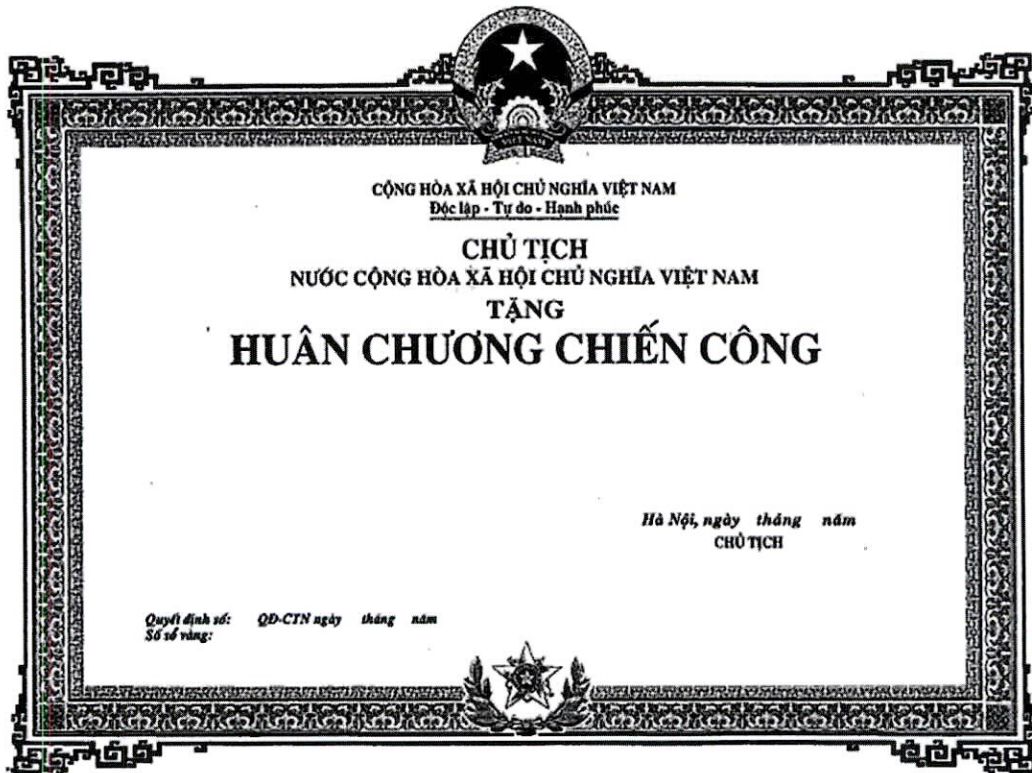 VIỆT NAM
CỘNG HÒA XÃ HỘI CHỦ NGHĨA VIỆT NAM
Độc lập - Tự do - Hạnh phúc
CHỦ TỊCH
NƯỚC CỘNG HÒA XÃ HỘI CHỦ NGHĨA VIỆT NAM
TẶNG
HUÂN CHƯƠNG CHIẾN CÔNG
Hà Nội, ngày tháng năm
CHỦ TỊCH
Quyết định số: QĐ-CTN ngày tháng năm
Số sổ vàng: